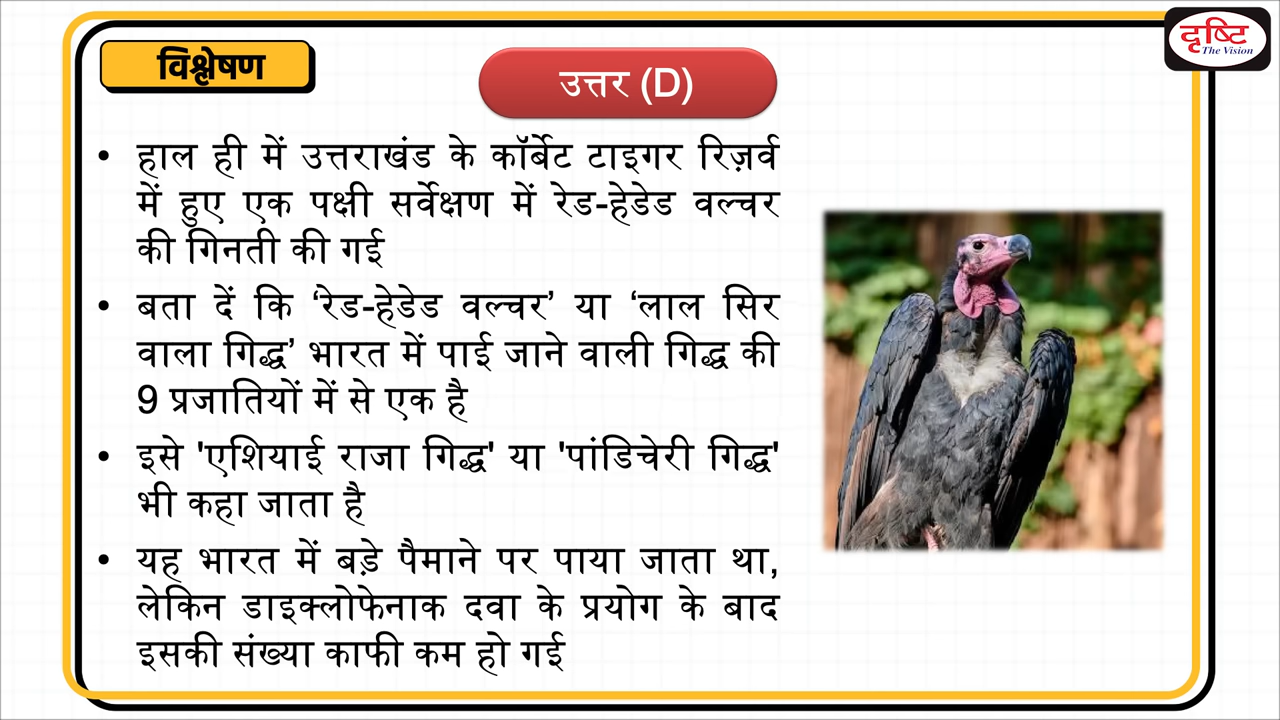 विश्लेषण
उत्तर (D)
दृष्टि
The Vision
• हाल ही में उत्तराखंड के कॉर्बेट टाइगर रिज़र्व
में हुए एक पक्षी सर्वेक्षण में रेड-हेडेड वल्चर
की गिनती की गई
• बता दें कि ‘रेड-हेडेड वल्चर’ या ‘लाल सिर
वाला गिद्ध’ भारत में पाई जाने वाली गिद्ध की
9 प्रजातियों में से एक है
• इसे 'एशियाई राजा गिद्ध' या 'पांडिचेरी गिद्ध'
भी कहा जाता है
• यह भारत में बड़े पैमाने पर पाया जाता था,
लेकिन डाइक्लोफेनाक दवा के प्रयोग के बाद
इसकी संख्या काफी कम हो गई